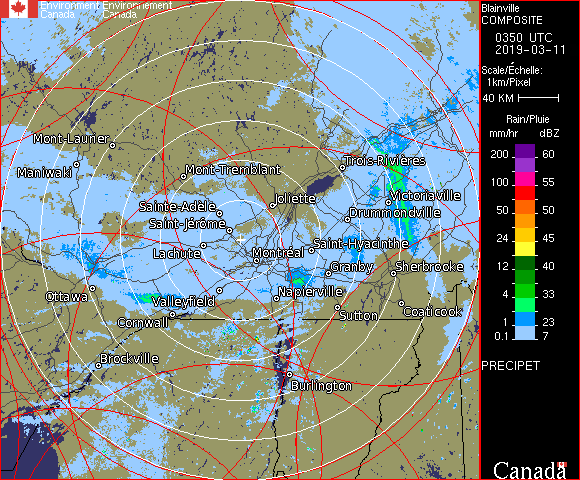 Environment Environnement
Canada Canada
Blainville
COMPOSITE
0350 UTC
2019-03-11
Scale/Échelle:
1km/Pixel
40 KM
Rain/Pluie
mm/hr dBZ
200 60
100 55
50 50
24 45
12 40
4 33
1 23
0.1 7
PRECIPET
Canada
Mont-Laurier
Maniwaki
Mont-Tremblant
Trois-Rivières
Joliette
Victoriaville
Sainte-Adèle
Drummondville
Saint-Jérôme
Lachute
Montréal
Saint-Hyacinthe
Granby
Sherbrooke
Ottawa
Valleyfield
Napierville
Cornwall
Sutton
Coaticook
Brockville
Burlington